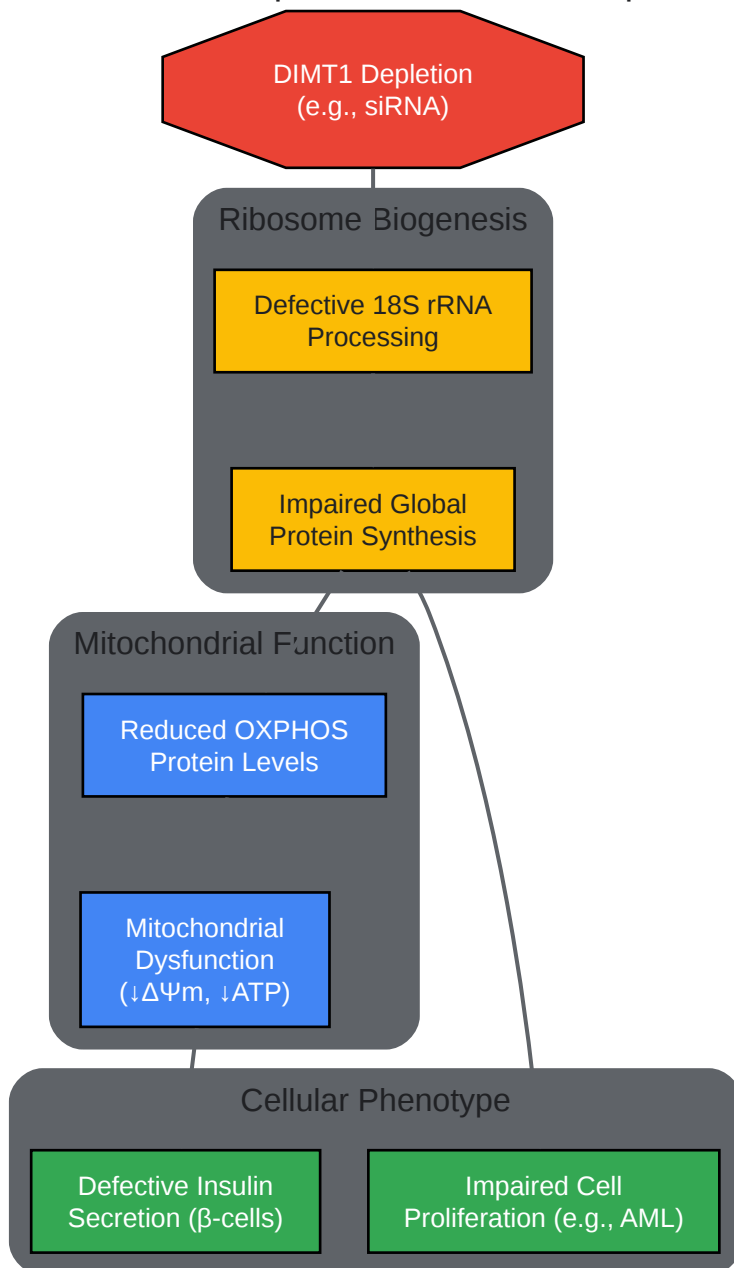 DIMT1 Depletion
(e.g., siRNA)
Ribosome Biogenesis
Defective 18S rRNA
Processing
Impaired Global
Protein Synthesis
Mitochondrial Function
Reduced OXPHOS
Protein Levels
Mitochondrial
Dysfunction
(↓ΔΨm, ↓ATP)
Cellular Phenotype
Defective Insulin
Secretion (β-cells)
Impaired Cell
Proliferation (e.g., AML)